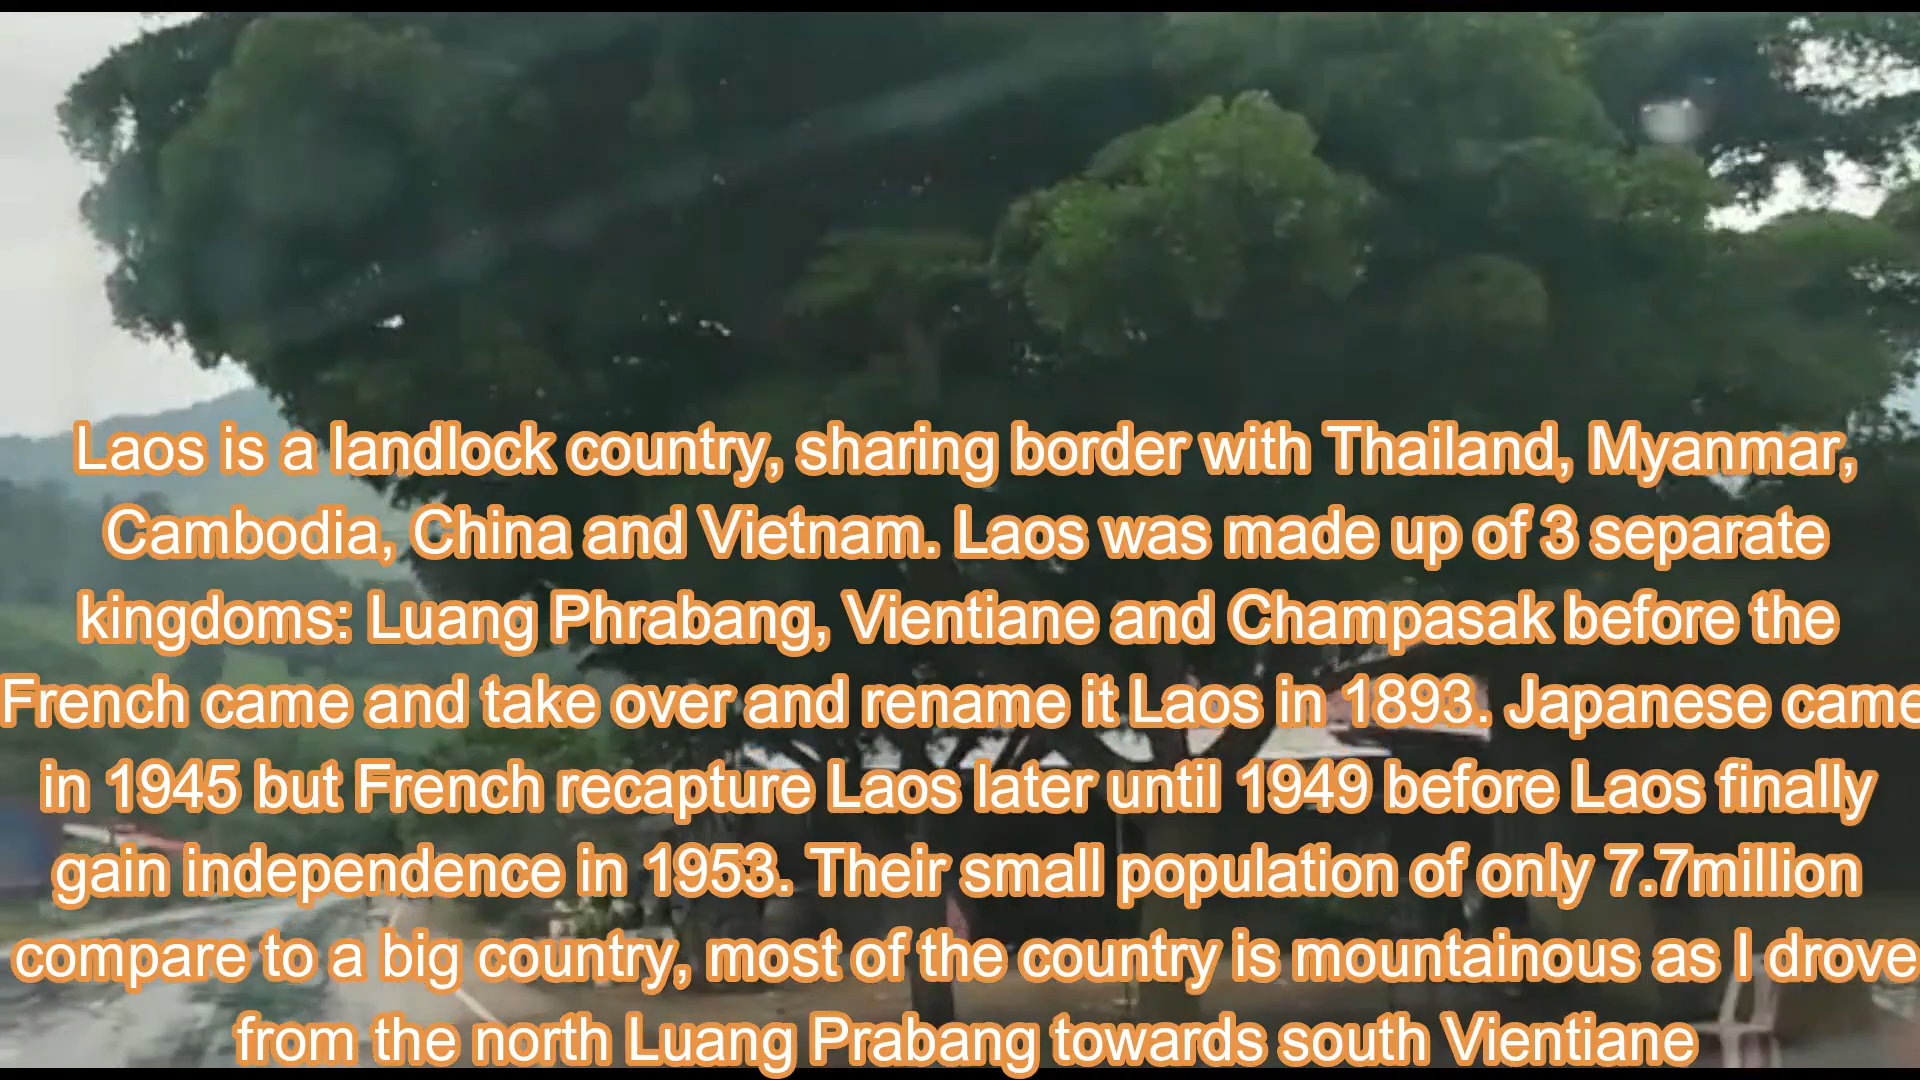 Laos is a landlock country, sharing border with Thailand, Myanmar,
Cambodia, China and Vietnam. Laos was made up of 3 separate
kingdoms: Luang Phrabang, Vientiane and Champasak before the
French came and take over and rename it Laos in 1893. Japanese came
in 1945 but French recapture Laos later until 1949 before Laos finally
gain independence in 1953. Their small population of only 7.7million
compare to a big country, most of the country is mountainous as I drove
from the north Luang Prabang towards south Vientiane